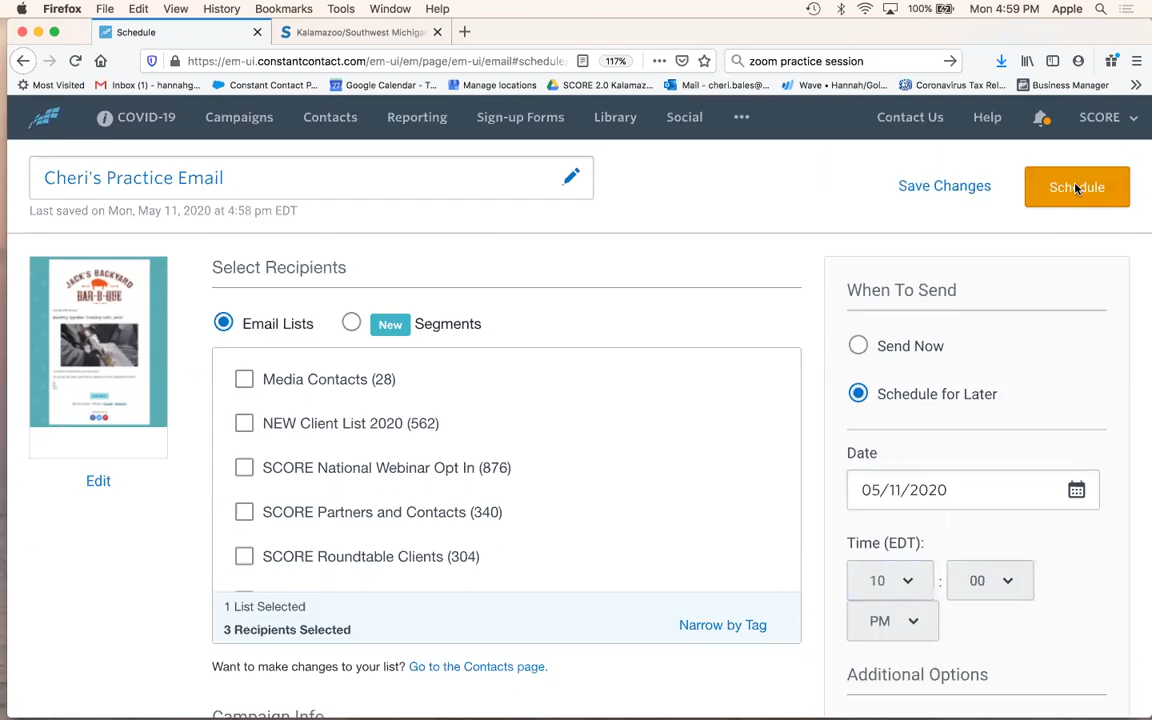 Firefox File Edit View History Bookmarks Tools Window Help 100% Mon 4:59 PM Apple
Schedule Kalamazoo/Southwest Michiga
https://em-ui.constantcontact.com/em-ui/em/page/em-ui/email#schedule 117% zoom practice session
Most Visited Inbox (1) - hannahg... Constant Contact P... Google Calendar - T... Manage locations SCORE 2.0 Kalamaz... Mail - cheri.bales@... Wave • Hannah/Gol... Coronavirus Tax Rel... Business Manager
COVID-19 Campaigns Contacts Reporting Sign-up Forms Library Social Contact Us Help SCORE
Cheri's Practice Email
Save Changes
Schedule
Last saved on Mon, May 11, 2020 at 4:58 pm EDT
JACK'S BACKYARD
BAR-B-QUE
Edit
Select Recipients
Email Lists New Segments
Media Contacts (28)
NEW Client List 2020 (562)
SCORE National Webinar Opt In (876)
SCORE Partners and Contacts (340)
SCORE Roundtable Clients (304)
1 List Selected
3 Recipients Selected
Narrow by Tag
Want to make changes to your list? Go to the Contacts page.
Campaign Info
When To Send
Send Now
Schedule for Later
Date
05/11/2020
Time (EDT):
10 : 00
PM
Additional Options